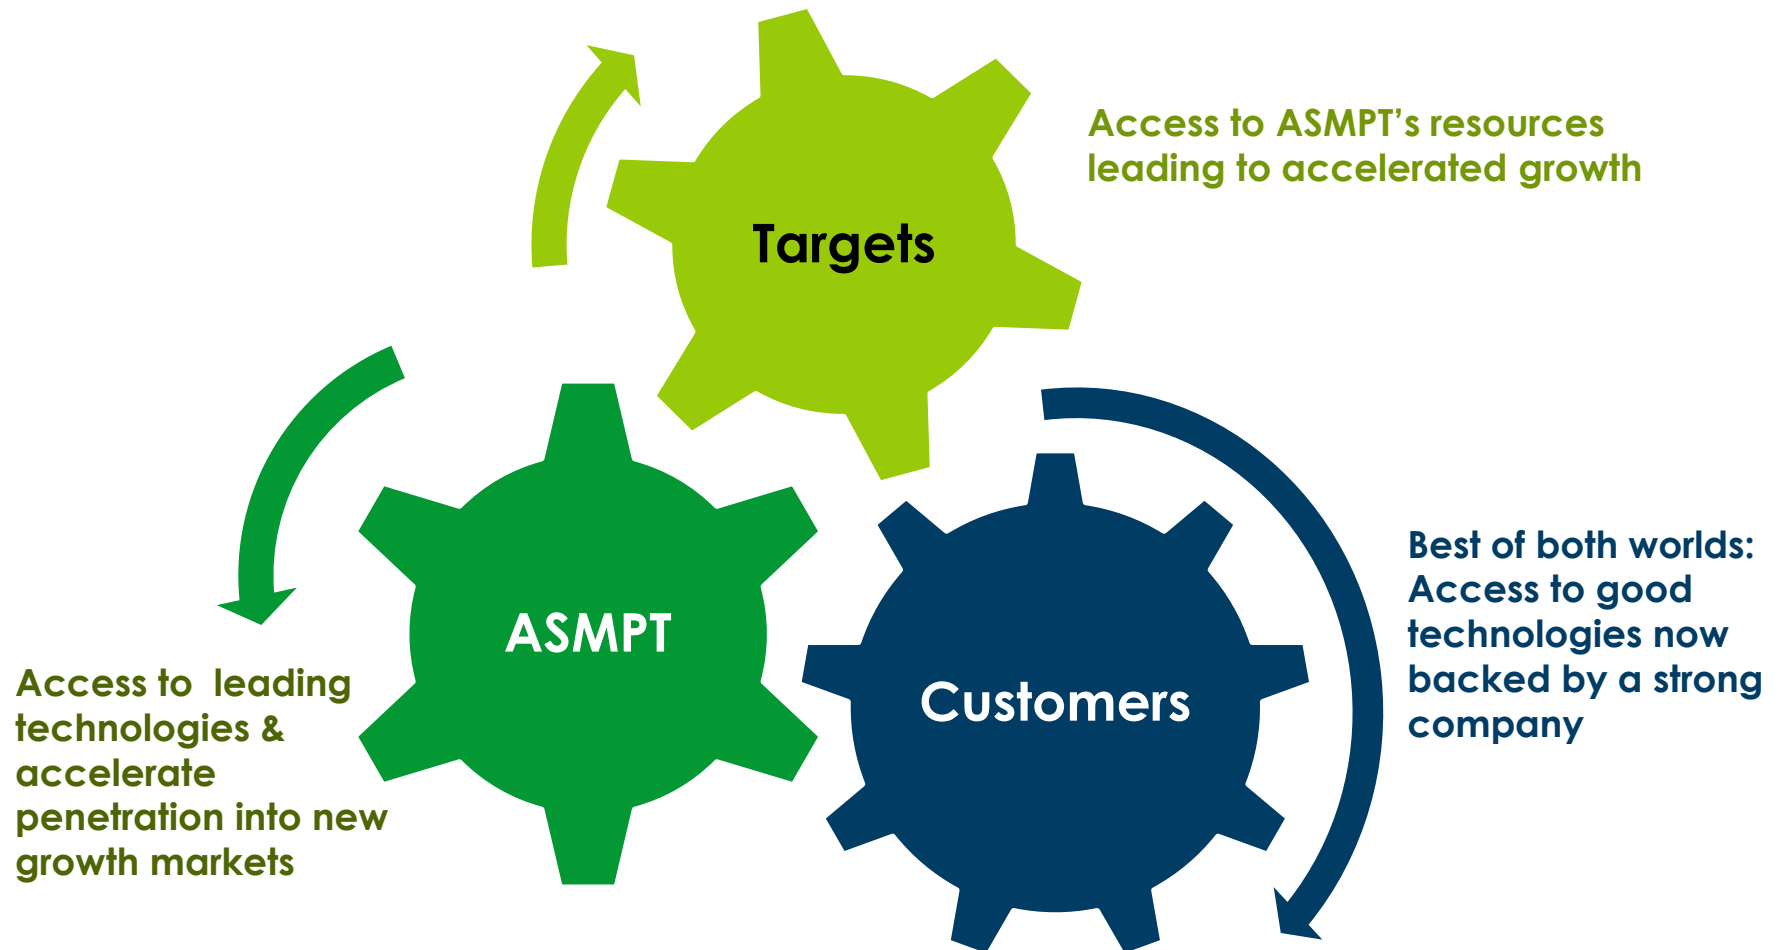 Access to ASMPT’s resources
leading to accelerated growth
Targets
ASMPT
Access to  leading
technologies &
accelerate
penetration into new
growth markets
Customers
Best of both worlds:
Access to good
technologies now
backed by a strong
company